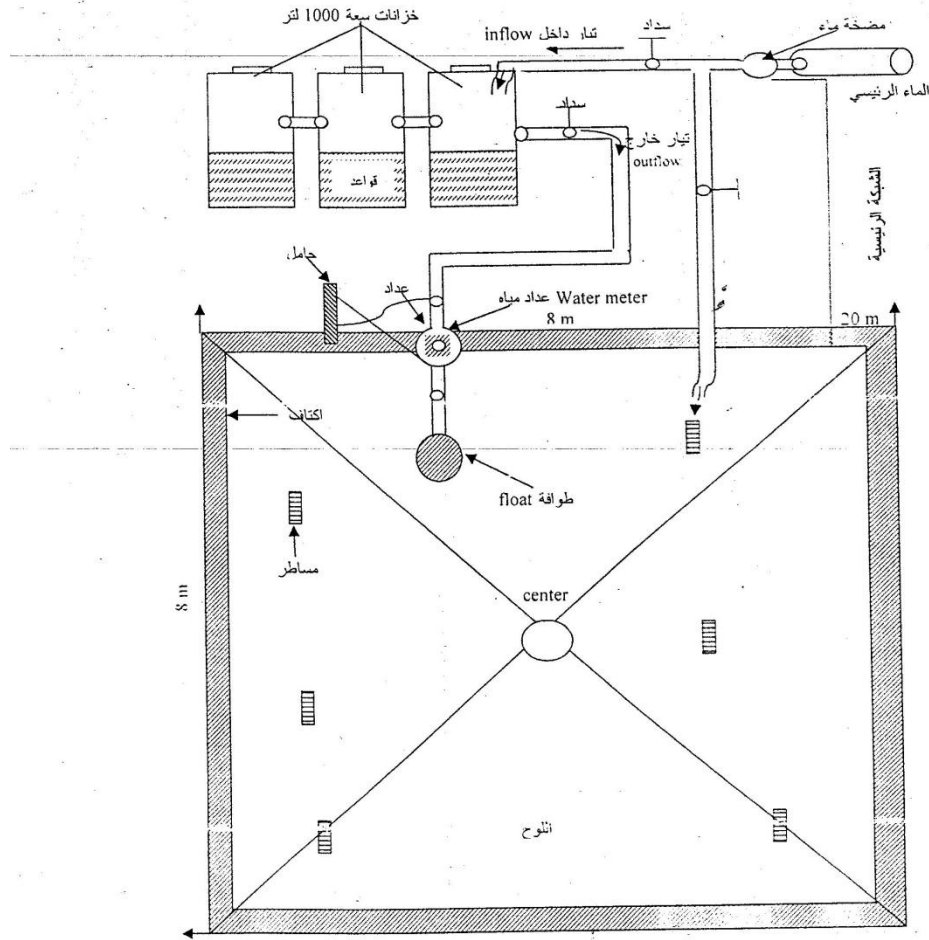 خزانات سعة 1000 لتر
تيار داخل inflow
سداد
مضخة ماء
الماء الرئيسي
سداد
تيار خارج
outflow
قواعد
الشبكة الرئيسية
حامل
عداد
عداد مياه Water meter
8 m
20 m
اكتاف
طوافة float
مساطر
8 m
center
اللوح